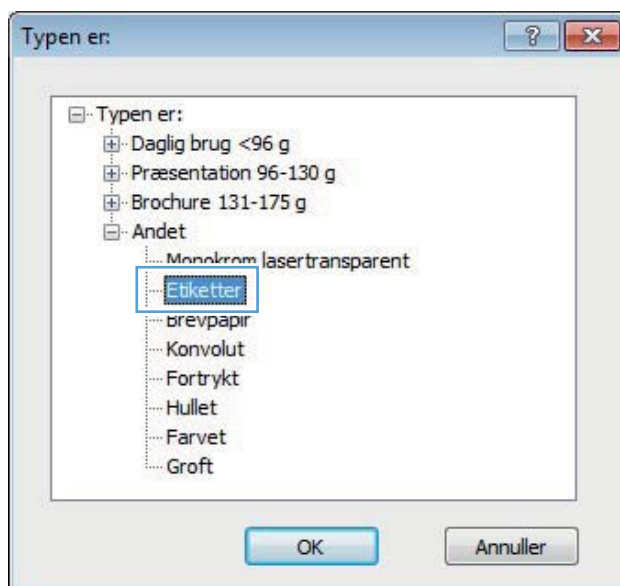 Typen er:
Typen er:
Daglig brug <96 g
Præsentation 96-130 g
Brochure 131-175 g
Andet
Monokrom lasertransparent
Etiketter
Brevpapir
Konvolut
Fortrykt
Hullet
Farvet
Groft
OK Annuller